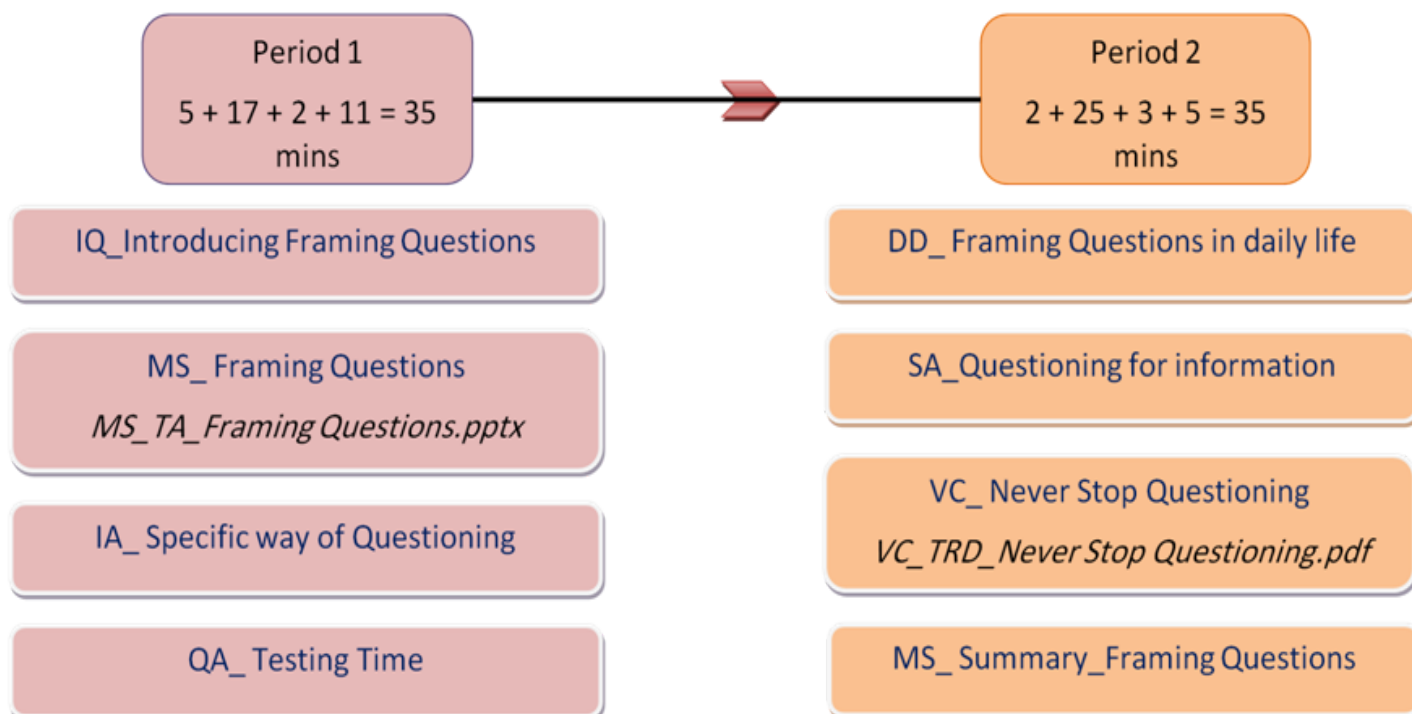 Period 1
5 + 17 + 2 + 11 = 35
mins
IQ_Introducing Framing Questions
MS_ Framing Questions
MS_TA_Framing Questions.pptx
IA_ Specific way of Questioning
QA_ Testing Time
Period 2
2 + 25 + 3 + 5 = 35
mins
DD_ Framing Questions in daily life
SA_Questioning for information
VC_ Never Stop Questioning
VC_TRD_Never Stop Questioning.pdf
MS_ Summary_Framing Questions